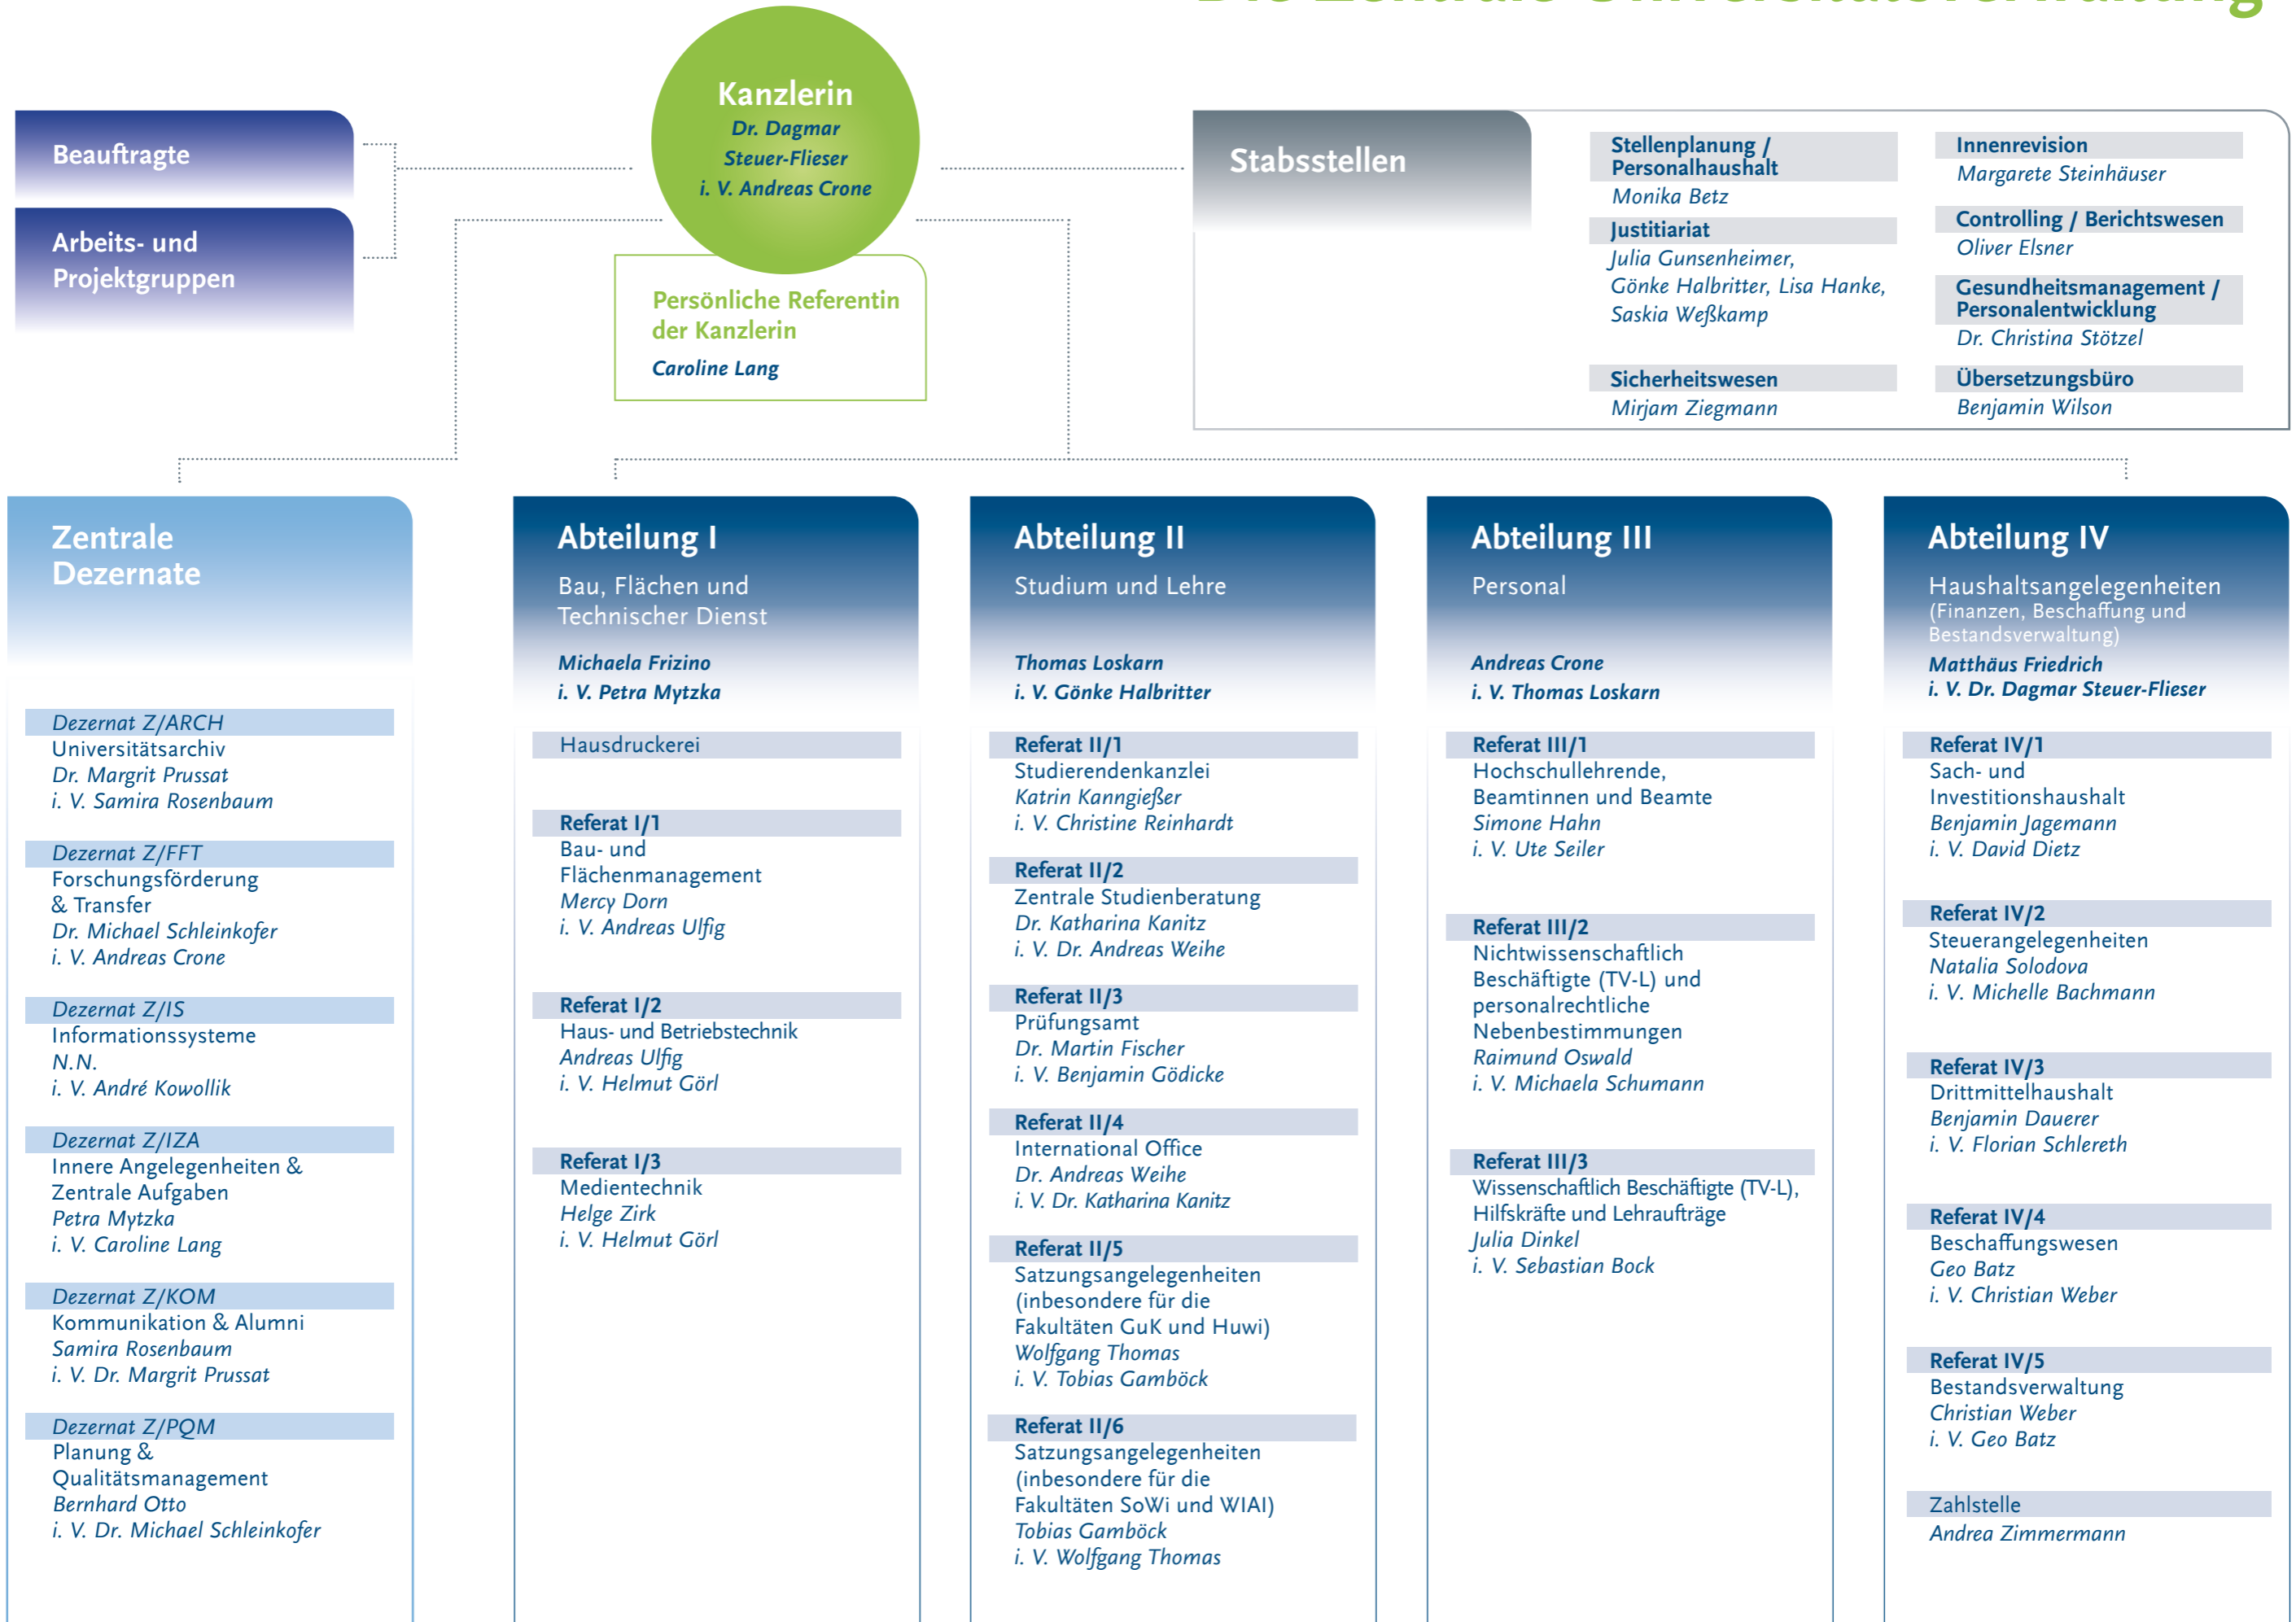 Die Zentrale Universitätsverwaltung
Kanzlerin
Dr. Dagmar
Steuer-Flieser
i. V. Andreas Crone
Persönliche Referentin
der Kanzlerin
Caroline Lang
Beauftragte
Arbeits- und
Projektgruppen
Stabsstellen
Stellenplanung /
Personalhaushalt
Monika Betz
Justitiariat
Julia Gunsenheimer,
Gönke Halbritter, Lisa Hanke,
Saskia Weßkamp
Sicherheitswesen
Mirjam Ziegmann
Innenrevision
Margarete Steinhäuser
Controlling / Berichtswesen
Oliver Elsner
Gesundheitsmanagement /
Personalentwicklung
Dr. Christina Stötzel
Übersetzungsbüro
Benjamin Wilson
Zentrale
Dezernate
Dezernat Z/ARCH
Universitätsarchiv
Dr. Margrit Prussat
i. V. Samira Rosenbaum
Dezernat Z/FFT
Forschungsförderung
& Transfer
Dr. Michael Schleinkofer
i. V. Andreas Crone
Dezernat Z/IS
Informationssysteme
N.N.
i. V. André Kowollik
Dezernat Z/IZA
Innere Angelegenheiten &
Zentrale Aufgaben
Petra Mytzka
i. V. Caroline Lang
Dezernat Z/KOM
Kommunikation & Alumni
Samira Rosenbaum
i. V. Dr. Margrit Prussat
Dezernat Z/PQM
Planung &
Qualitätsmanagement
Bernhard Otto
i. V. Dr. Michael Schleinkofer
Abteilung I
Bau, Flächen und
Technischer Dienst
Michaela Frizino
i. V. Petra Mytzka
Hausdruckerei
Referat I/1
Bau- und
Flächenmanagement
Mercy Dorn
i. V. Andreas Ulfig
Referat I/2
Haus- und Betriebstechnik
Andreas Ulfig
i. V. Helmut Görl
Referat I/3
Medientechnik
Helge Zirk
i. V. Helmut Görl
Abteilung II
Studium und Lehre
Thomas Loskarn
i. V. Gönke Halbritter
Referat II/1
Studierendenkanzlei
Katrin Kanngießer
i. V. Christine Reinhardt
Referat II/2
Zentrale Studienberatung
Dr. Katharina Kanitz
i. V. Dr. Andreas Weihe
Referat II/3
Prüfungsamt
Dr. Martin Fischer
i. V. Benjamin Gödicke
Referat II/4
International Office
Dr. Andreas Weihe
i. V. Dr. Katharina Kanitz
Referat II/5
Satzungsangelegenheiten
(inbesondere für die
Fakultäten GuK und Huwi)
Wolfgang Thomas
i. V. Tobias Gamböck
Referat II/6
Satzungsangelegenheiten
(inbesondere für die
Fakultäten SoWi und WIAI)
Tobias Gamböck
i. V. Wolfgang Thomas
Abteilung III
Personal
Andreas Crone
i. V. Thomas Loskarn
Referat III/1
Hochschullehrende,
Beamtinnen und Beamte
Simone Hahn
i. V. Ute Seiler
Referat III/2
Nichtwissenschaftlich
Beschäftigte (TV-L) und
personalrechtliche
Nebenbestimmungen
Raimund Oswald
i. V. Michaela Schumann
Referat III/3
Wissenschaftlich Beschäftigte (TV-L),
Hilfskräfte und Lehraufträge
Julia Dinkel
i. V. Sebastian Bock
Abteilung IV
Haushaltsangelegenheiten
(Finanzen, Beschaffung und
Bestandsverwaltung)
Matthäus Friedrich
i. V. Dr. Dagmar Steuer-Flieser
Referat IV/1
Sach- und
Investitionshaushalt
Benjamin Jagemann
i. V. David Dietz
Referat IV/2
Steuerangelegenheiten
Natalia Solodova
i. V. Michelle Bachmann
Referat IV/3
Drittmittelhaushalt
Benjamin Dauerer
i. V. Florian Schlereth
Referat IV/4
Beschaffungswesen
Geo Batz
i. V. Christian Weber
Referat IV/5
Bestandsverwaltung
Christian Weber
i. V. Geo Batz
Zahlstelle
Andrea Zimmermann